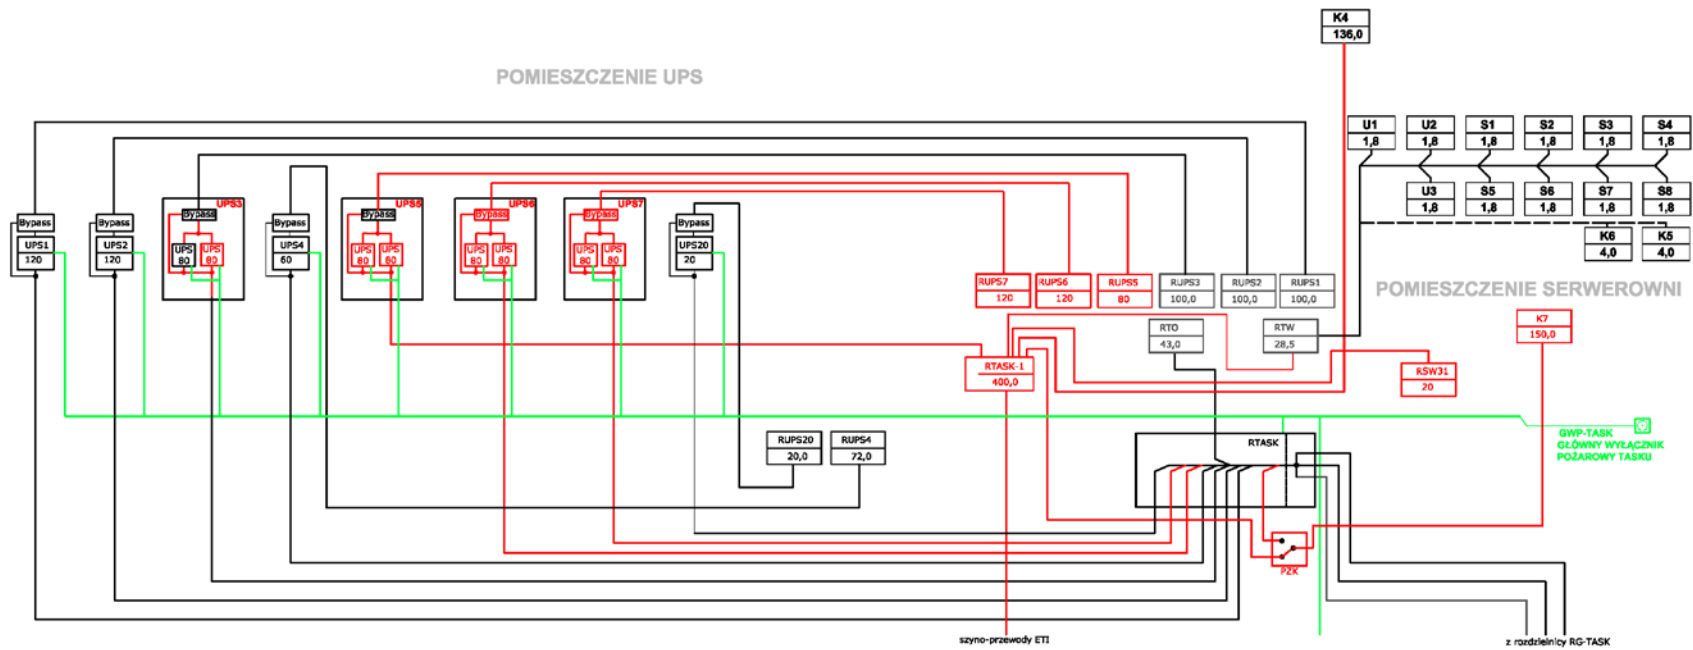 K4
136,0
POMIESZCZENIE UPS
U1
1,8
U2
1,8
S1
1,8
S2
1,8
S3
1,8
S4
1,8
U3
1,8
S5
1,8
S6
1,8
S7
1,8
S8
1,8
K6
4,0
K5
4,0
Bypass
UPS1
120
Bypass
UPS2
120
UPS3
Bypass
UPS
80
UPS
80
Bypass
UPS4
60
UPS5
Bypass
UPS
80
UPS
80
UPS6
Bypass
UPS
80
UPS
80
UPS7
Bypass
UPS
80
UPS
80
Bypass
UPS20
20
RUPS7
120
RUPS6
120
RUPS5
80
RUPS3
100,0
RUPS2
100,0
RUPS1
100,0
POMIESZCZENIE SERWEROWNI
RTO
43,0
RTW
28,5
K7
150,0
RTASK-1
400,0
RSW31
20
RUPS20
20,0
RUPS4
72,0
RTASK
GWP-TASK
GŁÓWNY WYŁĄCZNIK
POŻAROWY TASKU
PZK
szyno-przewody ETI
z rozdzielnicy RG-TASK